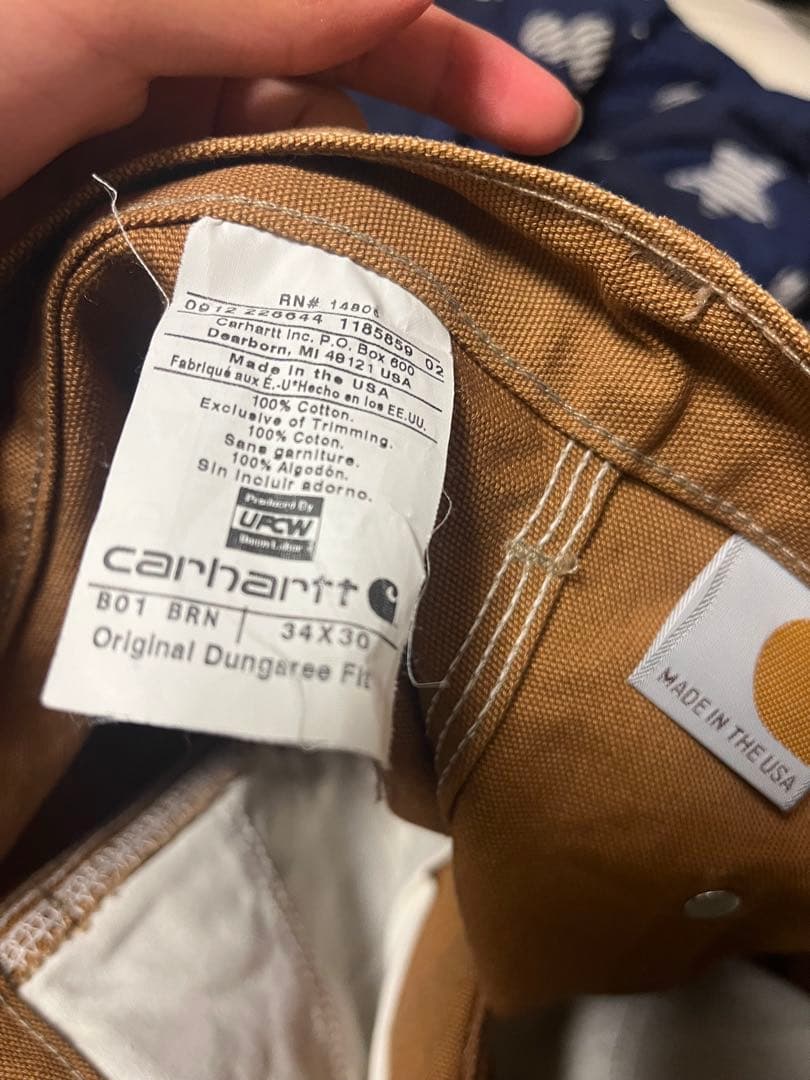 RN# 14806
0912 226644 1185859 02
Carhartt Inc. P.O. Box 600
Dearborn, MI 48121 USA
Made in the USA
Fabriqué aux É.-U*Hecho en los EE.UU.
100% Cotton.
Exclusive of Trimming.
100% Coton.
Sans garniture.
100% Algodón.
Sin incluir adorno.
Produced By
UFCW
Union Labor
carhartt
B01 BRN 34X30
Original Dungaree Fit
MADE IN THE USA